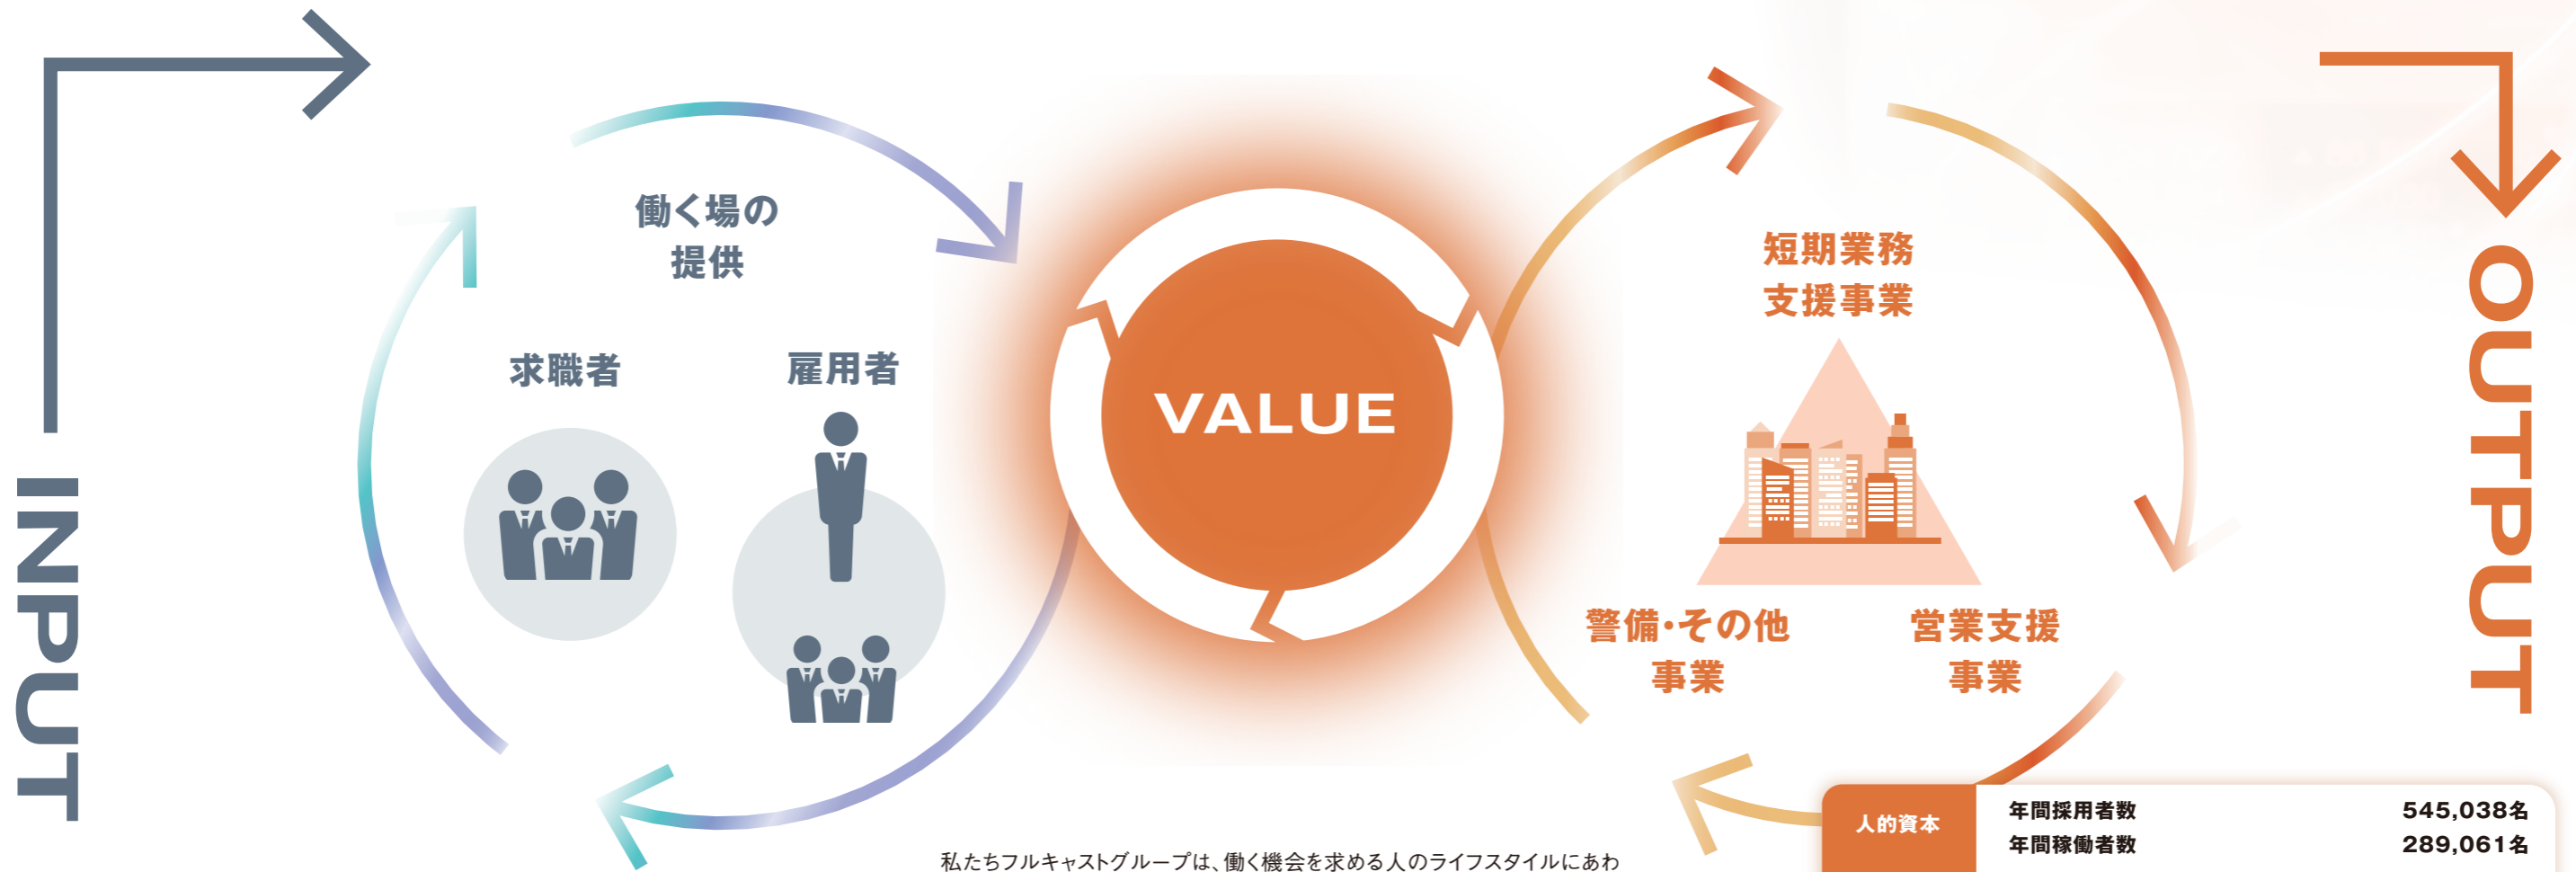 INPUT
働く場の
提供
求職者
雇用者
VALUE
短期業務
支援事業
警備・その他
事業
営業支援
事業
OUTPUT
人的資本
年間採用者数 545,038名
年間稼働者数 289,061名
私たちフルキャストグループは、働く機会を求める人のライフスタイルにあわ